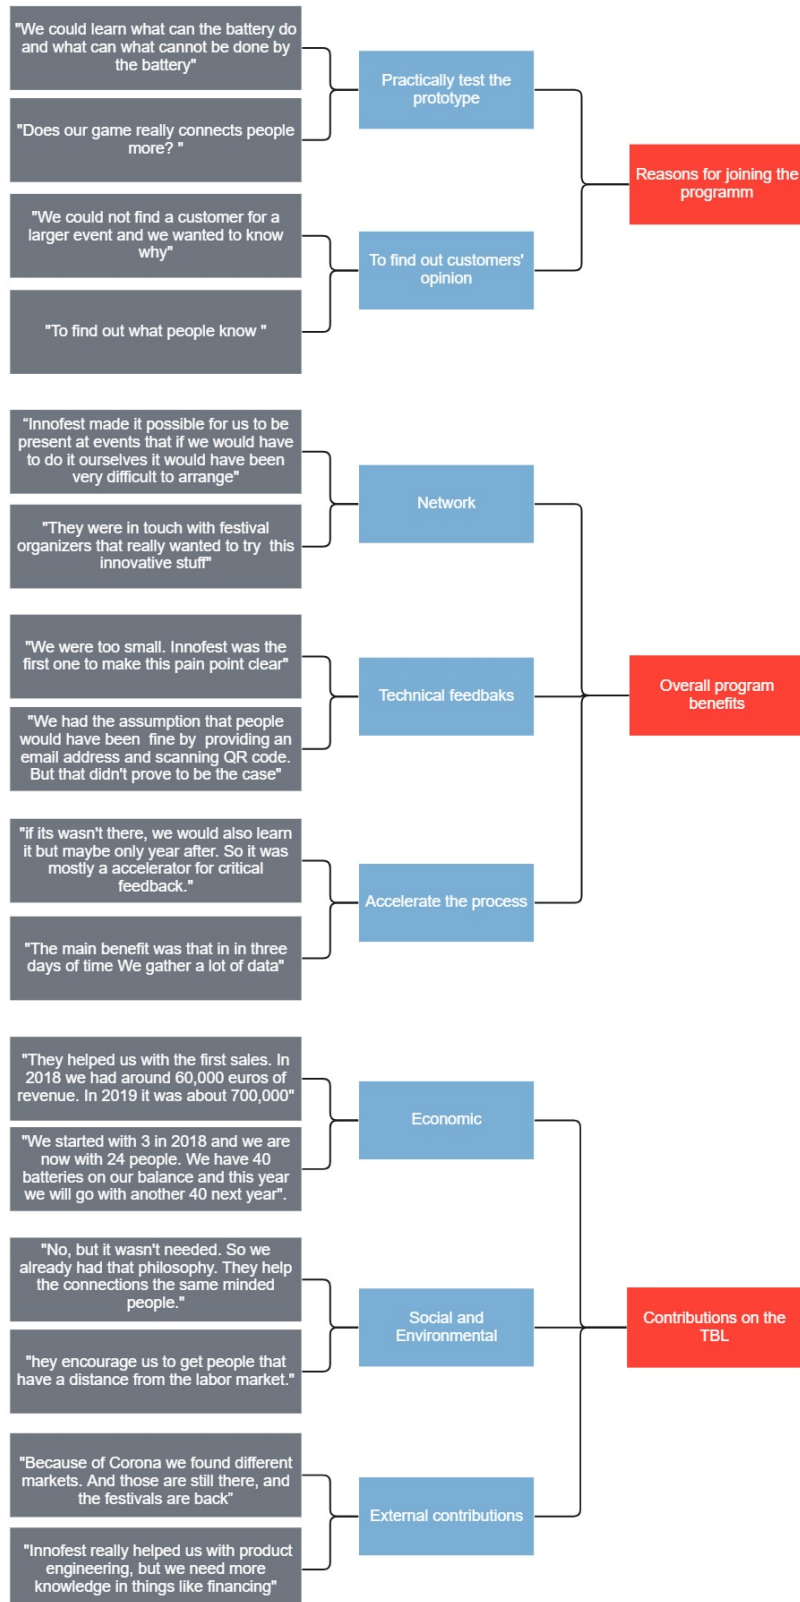 "We could learn what can the battery do
and what can what cannot be done by
the battery"
"Does our game really connects people
more? "
Practically test the
prototype
"We could not find a customer for a
larger event and we wanted to know
why"
"To find out what people know "
To find out customers'
opinion
Reasons for joining the
programm
"Innofest made it possible for us to be
present at events that if we would have
to do it ourselves it would have been
very difficult to arrange"
"They were in touch with festival
organizers that really wanted to try  this
innovative stuff"
Network
"We were too small. Innofest was the
first one to make this pain point clear"
"We had the assumption that people
would have been  fine by  providing an
email address and scanning QR code.
But that didn't prove to be the case"
Technical feedbaks
"if its wasn't there, we would also learn
it but maybe only year after. So it was
mostly a accelerator for critical
feedback."
"The main benefit was that in in three
days of time We gather a lot of data"
Accelerate the process
Overall program
benefits
"They helped us with the first sales. In
2018 we had around 60,000 euros of
revenue. In 2019 it was about 700,000"
"We started with 3 in 2018 and we are
now with 24 people. We have 40
batteries on our balance and this year
we will go with another 40 next year".
Economic
"No, but it wasn't needed. So we
already had that philosophy. They help
the connections the same minded
people."
"hey encourage us to get people that
have a distance from the labor market."
Social and
Environmental
"Because of Corona we found different
markets. And those are still there, and
the festivals are back"
"Innofest really helped us with product
engineering, but we need more
knowledge in things like financing"
External contributions
Contributions on the
TBL